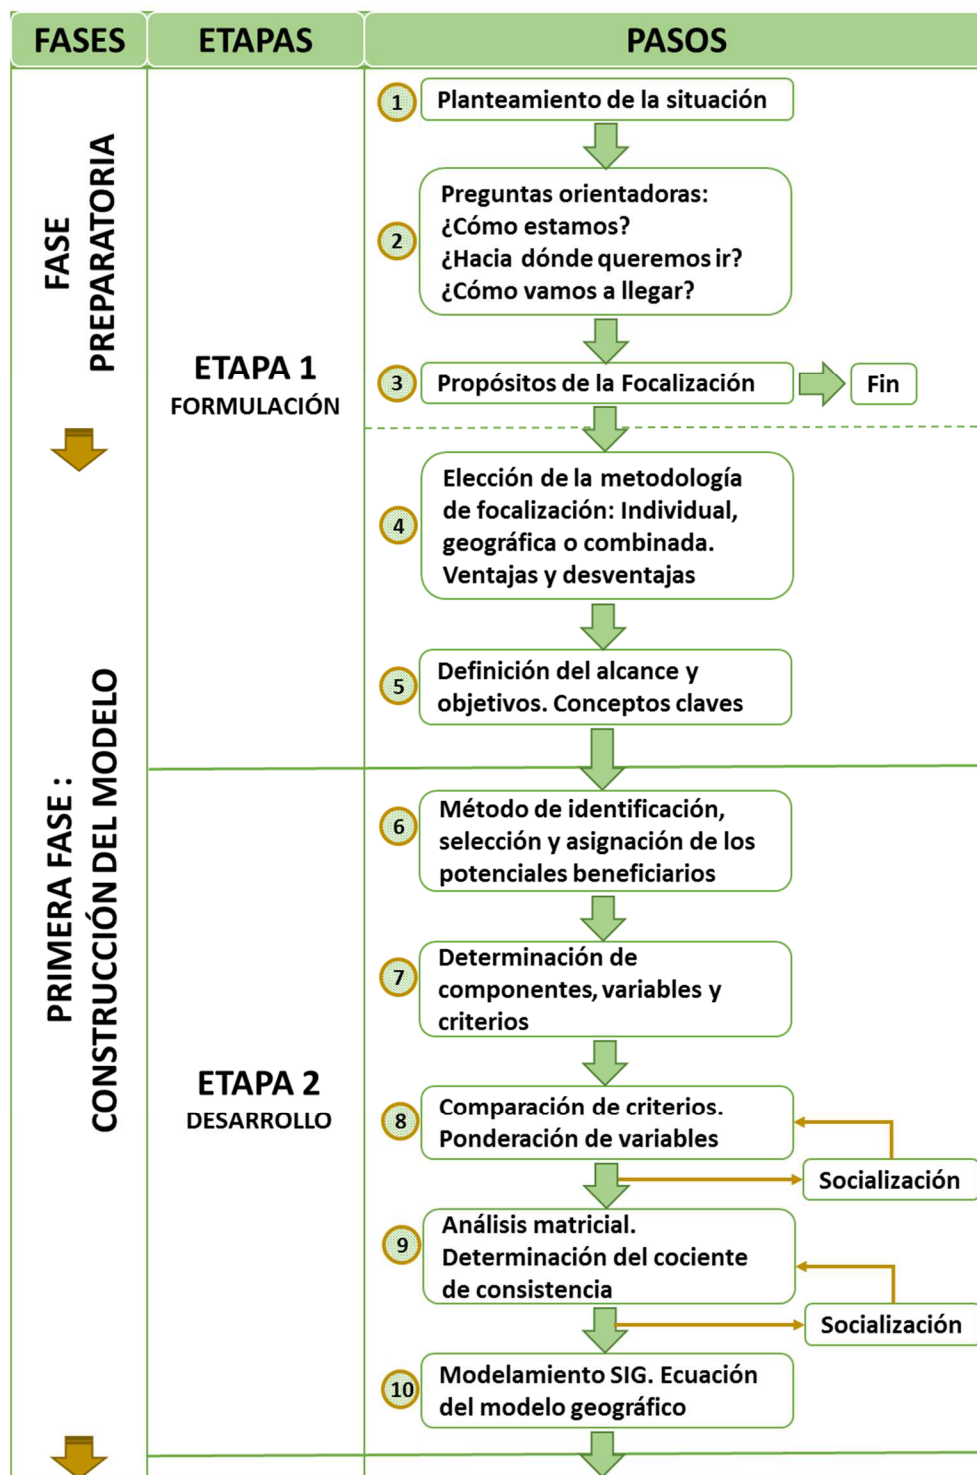 FASES
ETAPAS
PASOS
FASE
PREPARATORIA
PRIMERA FASE :
CONSTRUCCIÓN DEL MODELO
ETAPA 1
FORMULACIÓN
1
Planteamiento de la situación
2
Preguntas orientadoras:
¿Cómo estamos?
¿Hacia dónde queremos ir?
¿Cómo vamos a llegar?
3
Propósitos de la Focalización
Fin
4
Elección de la metodología
de focalización: Individual,
geográfica o combinada.
Ventajas y desventajas
5
Definición del alcance y
objetivos. Conceptos claves
ETAPA 2
DESARROLLO
6
Método de identificación,
selección y asignación de los
potenciales beneficiarios
7
Determinación de
componentes, variables y
criterios
8
Comparación de criterios.
Ponderación de variables
Socialización
9
Análisis matricial.
Determinación del cociente
de consistencia
Socialización
10
Modelamiento SIG. Ecuación
del modelo geográfico